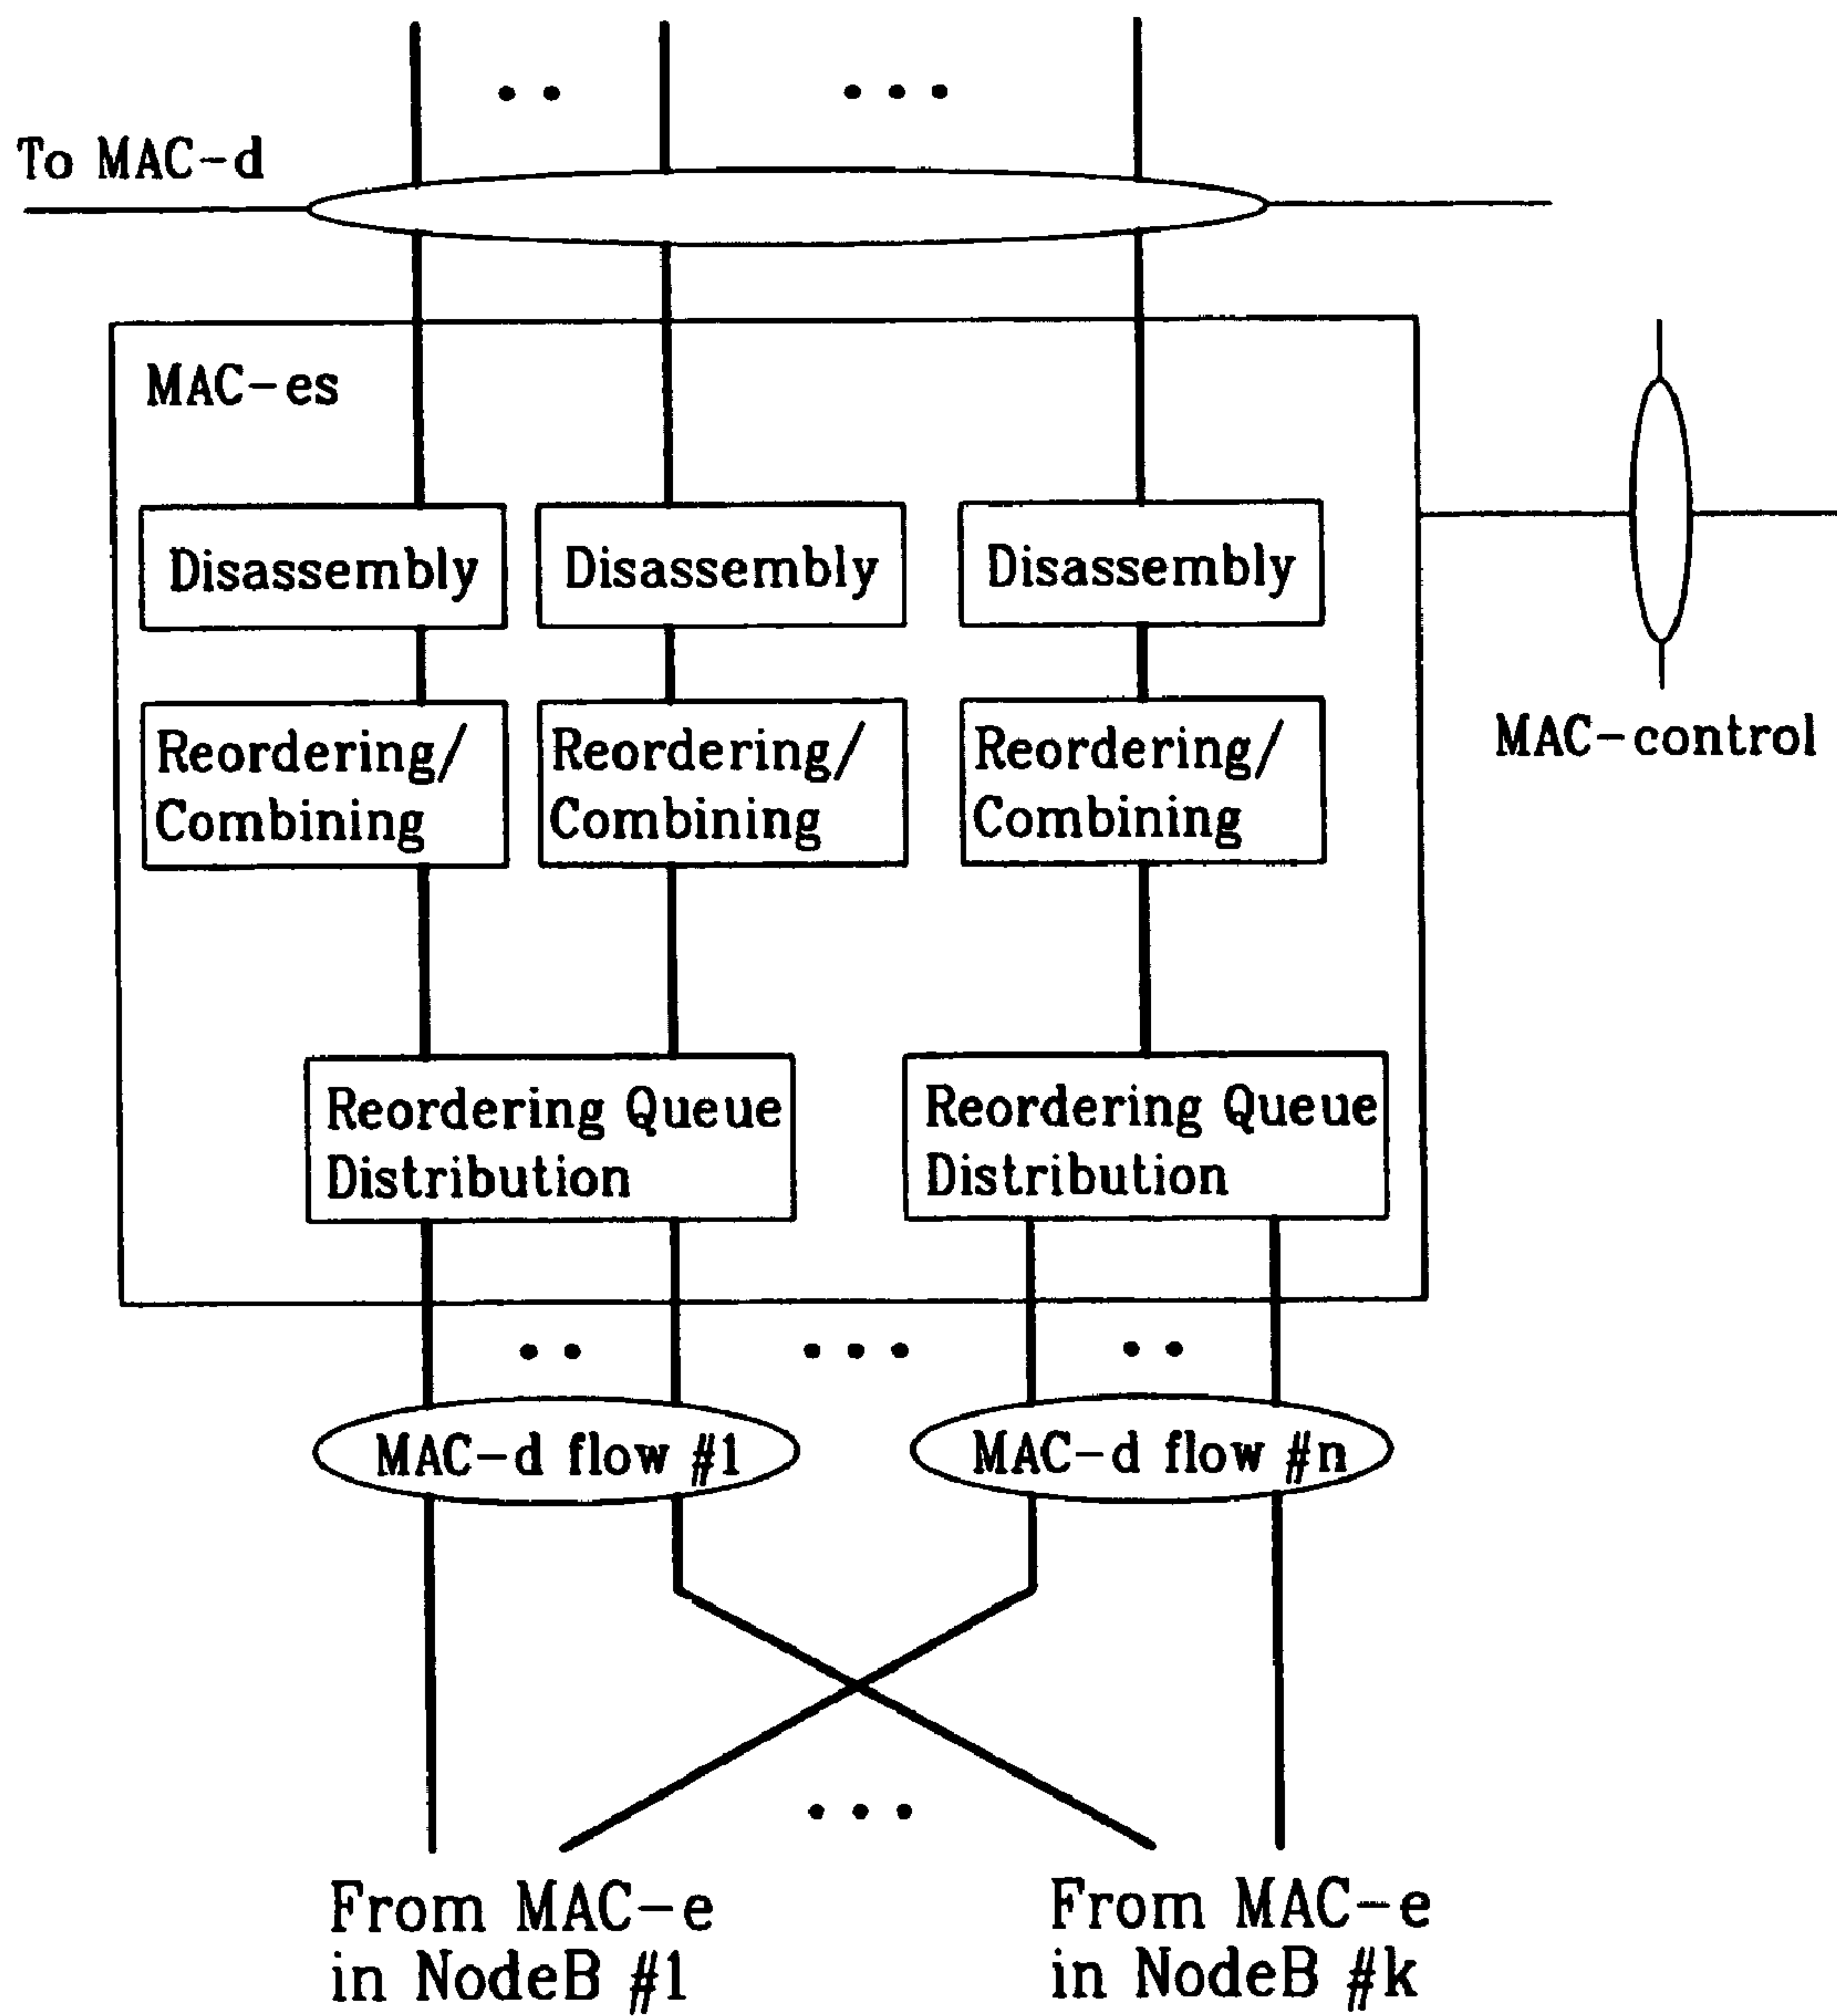 To MAC-d
MAC-es
Disassembly
Disassembly
Disassembly
Reordering/
Combining
Reordering/
Combining
Reordering/
Combining
MAC-control
Reordering Queue
Distribution
Reordering Queue
Distribution
MAC-d flow #1
MAC-d flow #n
From MAC-e
in NodeB #1
From MAC-e
in NodeB #k